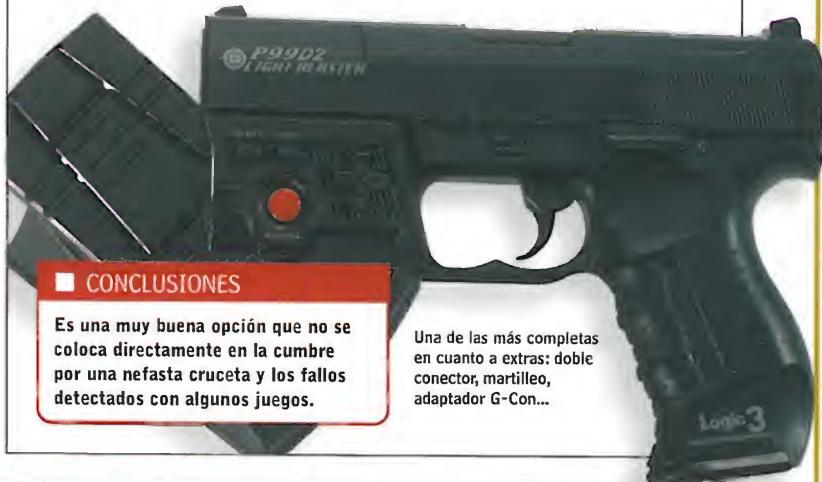 P99D2
LIGHT BLASTER
CONCLUSIONES
Es una muy buena opción que no se
coloca directamente en la cumbre
por una nefasta cruceta y los fallos
detectados con algunos juegos.
Una de las más completas
en cuanto a extras: doble
conector, martilleo,
adaptador G-Con...
Logic3